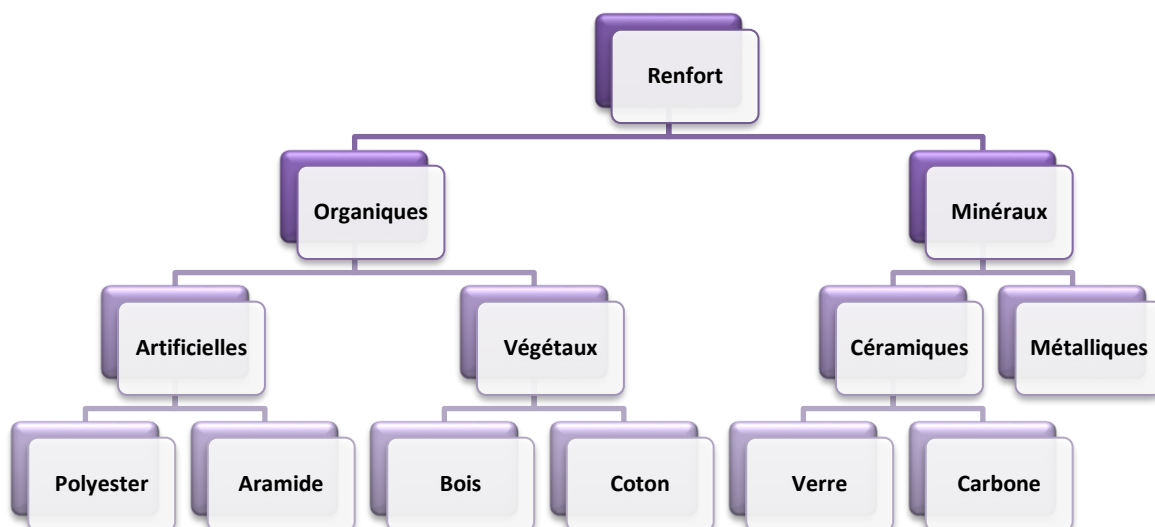 Renfort
Organiques
Minéraux
Artificielles
Végétaux
Céramiques
Métalliques
Polyester
Aramide
Bois
Coton
Verre
Carbone